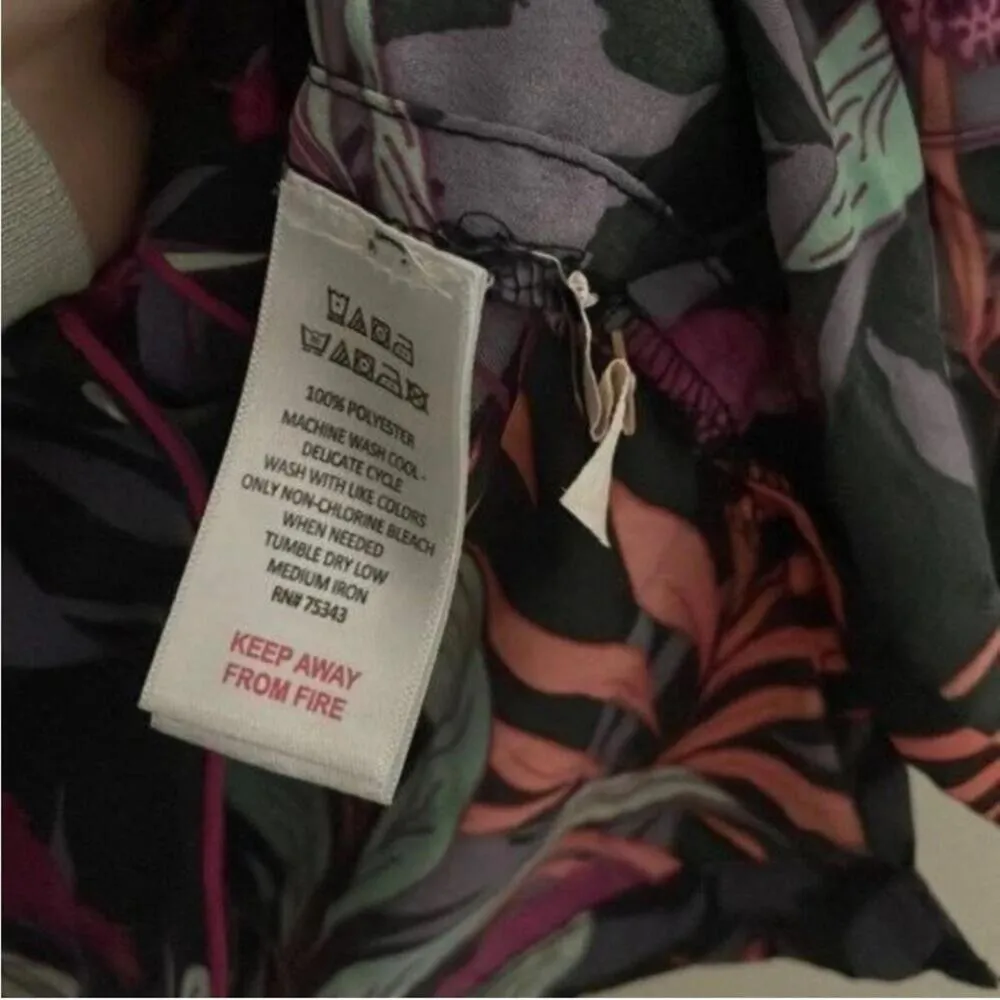 100% POLYESTER
MACHINE WASH COOL -
DELICATE CYCLE
WASH WITH LIKE COLORS
ONLY NON-CHLORINE BLEACH
WHEN NEEDED
TUMBLE DRY LOW
MEDIUM IRON
RN# 75343
KEEP AWAY
FROM FIRE